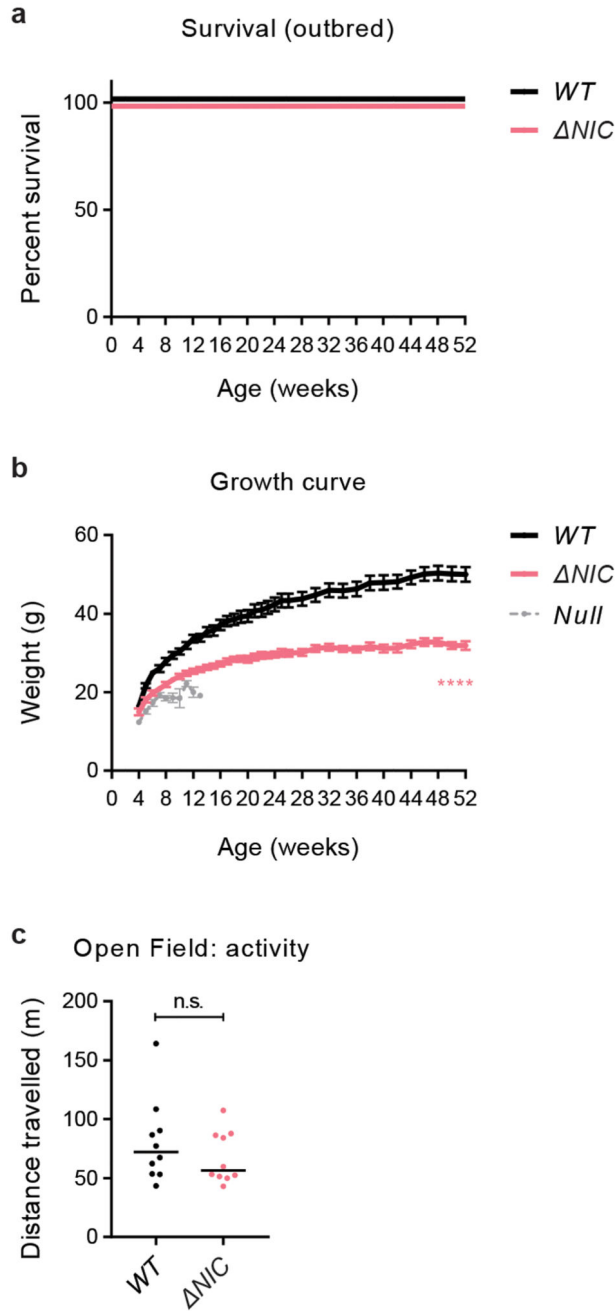 a
Survival (outbred)
Percent survival
100
50
0
0 4 8 12 16 20 24 28 32 36 40 44 48 52
Age (weeks)
WT
ΔNIC
b
Growth curve
Weight (g)
60
40
20
0
0 4 8 12 16 20 24 28 32 36 40 44 48 52
Age (weeks)
WT
ΔNIC
Null
****
c
Open Field: activity
Distance travelled (m)
200
150
100
50
0
n.s.
WT
ΔNIC